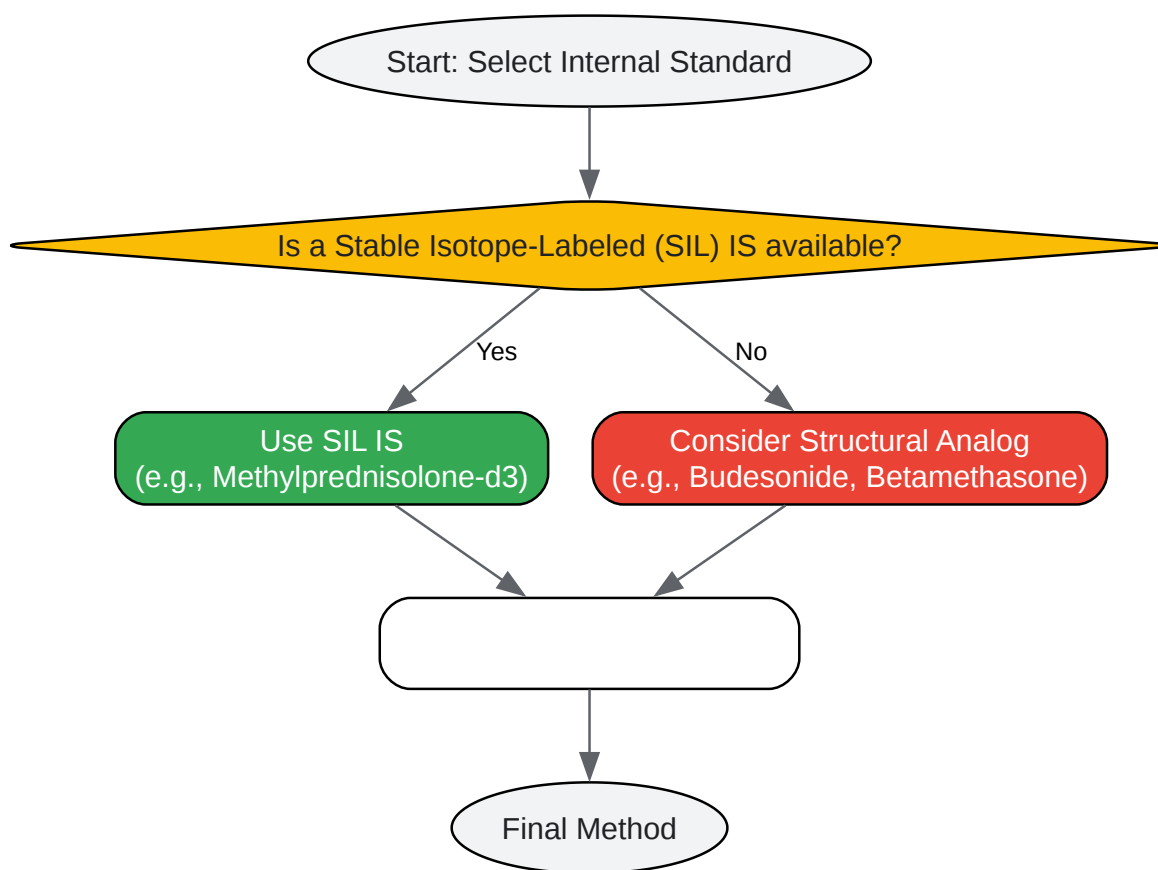 Start: Select Internal Standard
Is a Stable Isotope-Labeled (SIL) IS available?
Yes
No
Use SIL IS
(e.g., Methylprednisolone-d3)
Consider Structural Analog
(e.g., Budesonide, Betamethasone)
Final Method